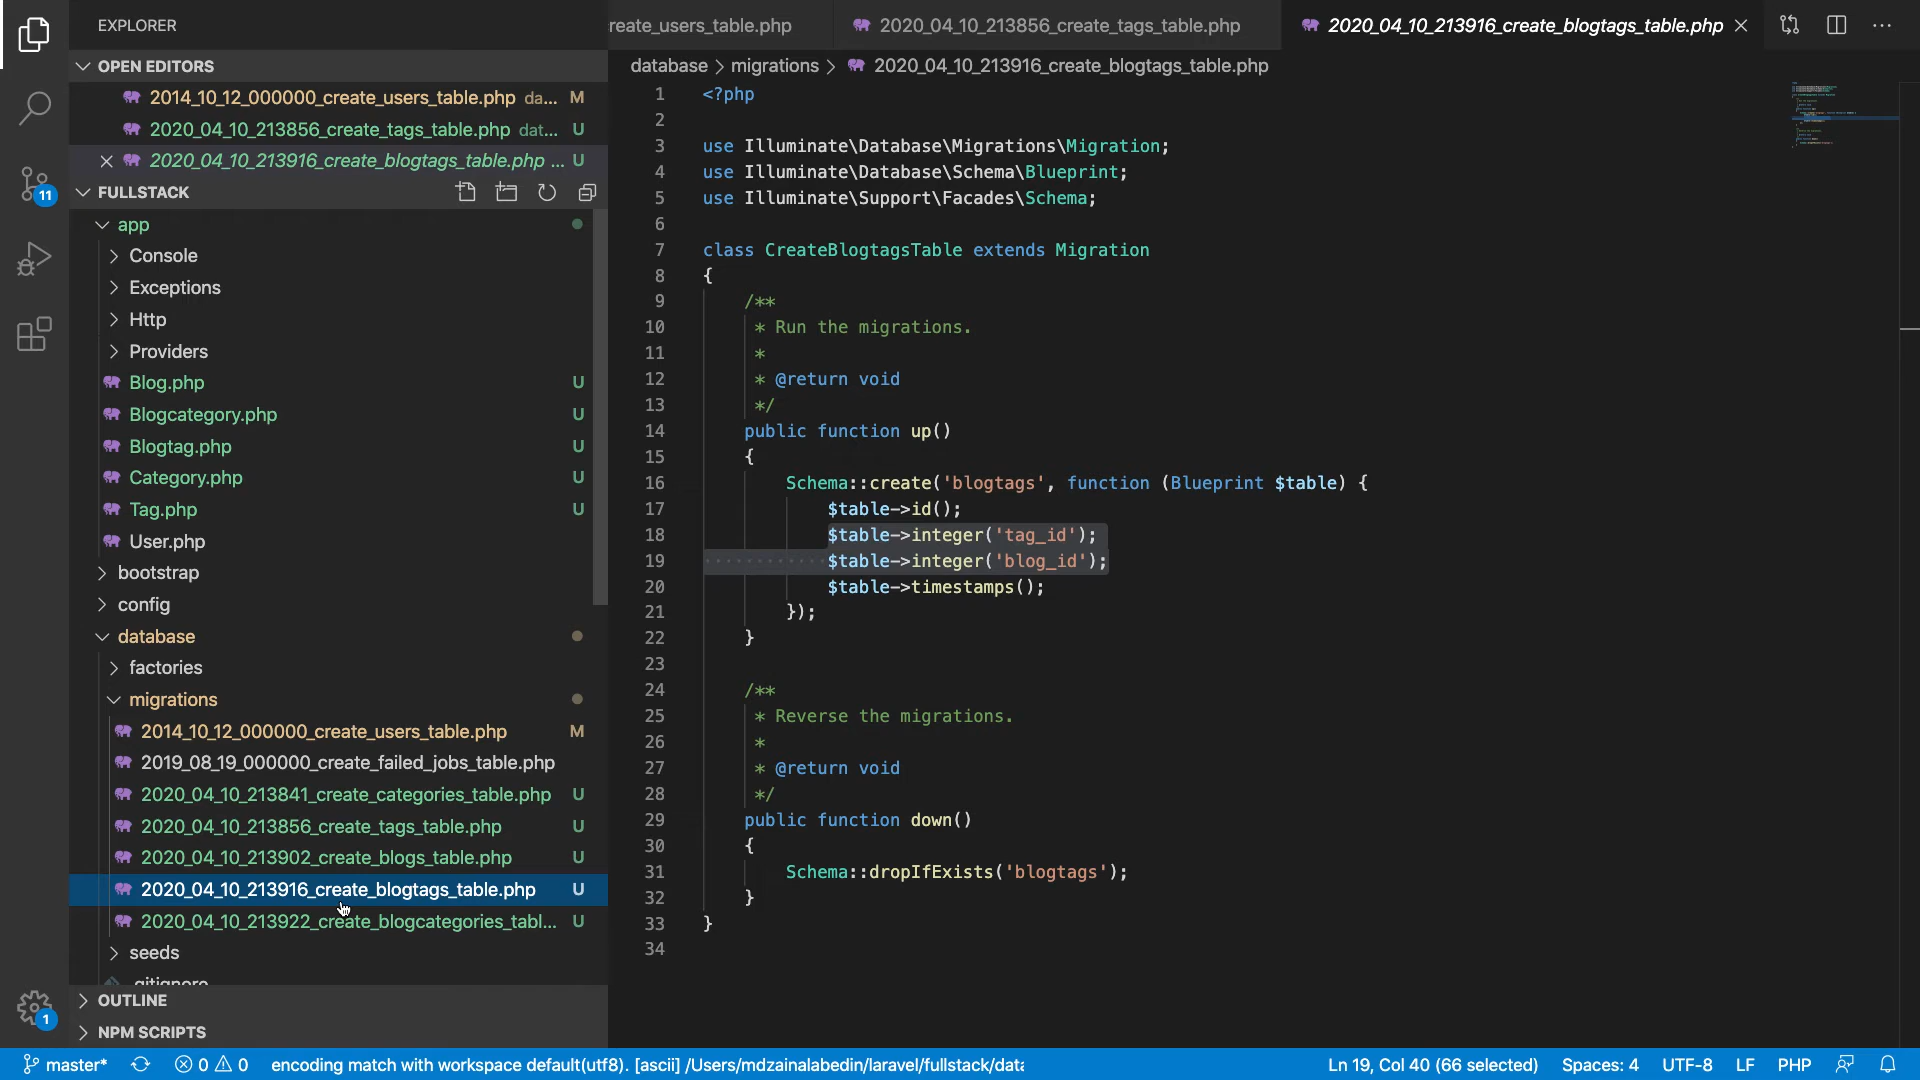 EXPLORER
OPEN EDITORS
2014_10_12_000000_create_users_table.php da... M
2020_04_10_213856_create_tags_table.php dat... U
2020_04_10_213916_create_blogtags_table.php ... U
FULLSTACK
app
Console
Exceptions
Http
Providers
Blog.php U
Blogcategory.php U
Blogtag.php U
Category.php U
Tag.php U
User.php
bootstrap
config
database
factories
migrations
2014_10_12_000000_create_users_table.php M
2019_08_19_000000_create_failed_jobs_table.php
2020_04_10_213841_create_categories_table.php U
2020_04_10_213856_create_tags_table.php U
2020_04_10_213902_create_blogs_table.php U
2020_04_10_213916_create_blogtags_table.php U
2020_04_10_213922_create_blogcategories_tabl... U
seeds
.gitignore
OUTLINE
NPM SCRIPTS
11
1
reate_users_table.php
2020_04_10_213856_create_tags_table.php
2020_04_10_213916_create_blogtags_table.php
database > migrations > 2020_04_10_213916_create_blogtags_table.php
1 <?php
2
3 use Illuminate\Database\Migrations\Migration;
4 use Illuminate\Database\Schema\Blueprint;
5 use Illuminate\Support\Facades\Schema;
6
7 class CreateBlogtagsTable extends Migration
8 {
9 /**
10 * Run the migrations.
11 *
12 * @return void
13 */
14 public function up()
15 {
16 Schema::create('blogtags', function (Blueprint $table) {
17 $table->id();
18 $table->integer('tag_id');
19 $table->integer('blog_id');
20 $table->timestamps();
21 });
22 }
23
24 /**
25 * Reverse the migrations.
26 *
27 * @return void
28 */
29 public function down()
30 {
31 Schema::dropIfExists('blogtags');
32 }
33 }
34
master* 0 0 encoding match with workspace default(utf8). [ascii] /Users/mdzainalabedin/laravel/fullstack/data
Ln 19, Col 40 (66 selected) Spaces: 4 UTF-8 LF PHP